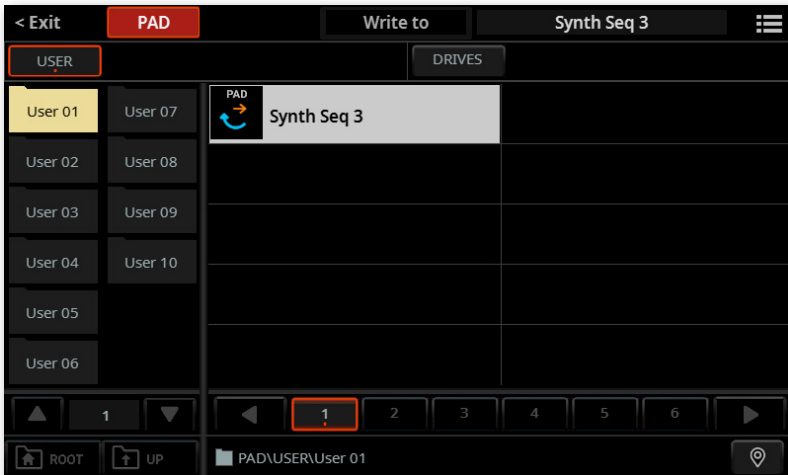 < Exit PAD Write to Synth Seq 3
USER DRIVES
User 01 User 07 PAD Synth Seq 3
User 02 User 08
User 03 User 09
User 04 User 10
User 05
User 06
1 1 2 3 4 5 6
ROOT UP PAD\USER\User 01